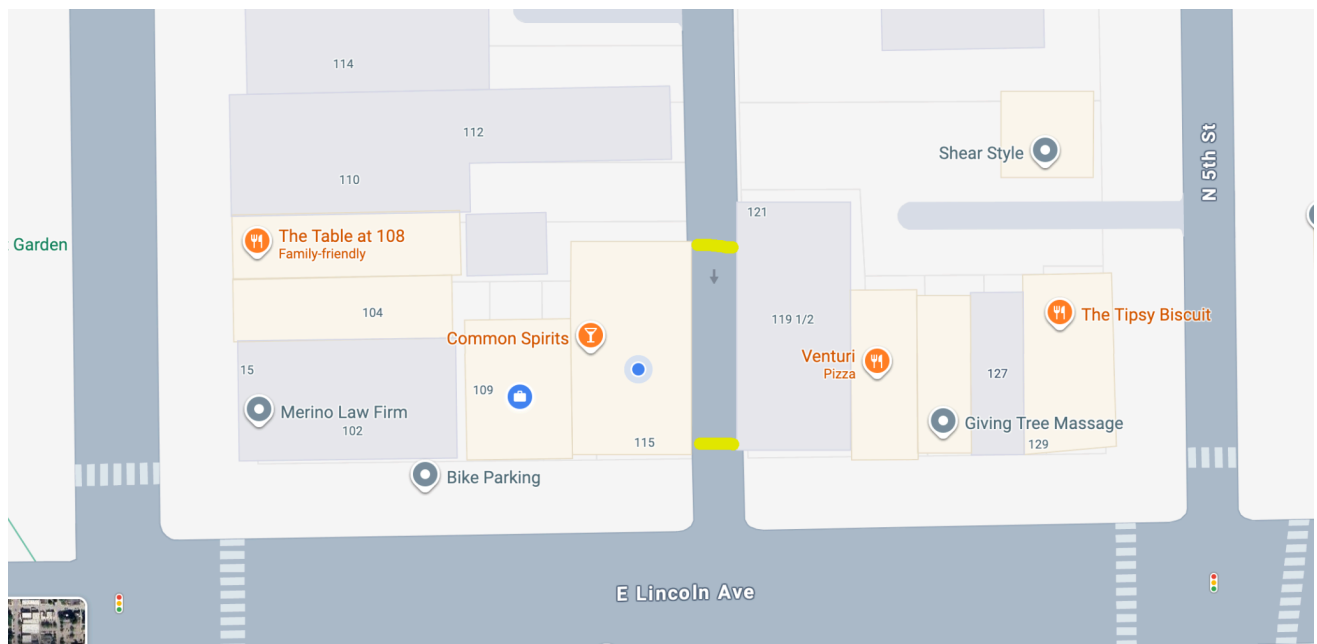 114
112
110
Shear Style
N 5th St
121
The Table at 108
Family-friendly
Garden
104
119 1/2
The Tipsy Biscuit
Common Spirits
Venturi
Pizza
15
109
127
Merino Law Firm
102
Giving Tree Massage
115
129
Bike Parking
E Lincoln Ave